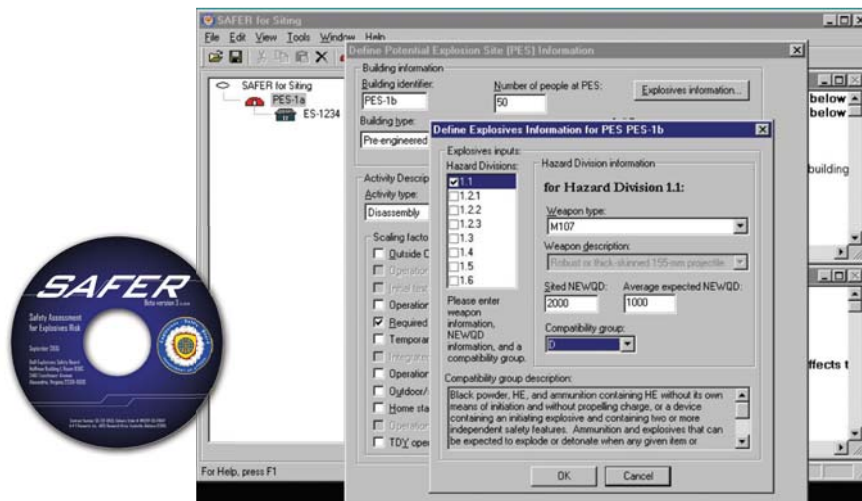 SAFER for Siting
File Edit View Tools Window Help
SAFER for Siting
PES-1a
ES-1234
Define Potential Explosion Site (PES) Information
Building information
Building identifier:
PES-1b
Number of people at PES:
50
Explosives information...
Building type:
Pre-engineered
Activity Descrip
Activity type:
Disassembly
Scaling facto
Outside C
Operation
Initial test
Operation
Required
Temporar
Integrated
Operation
Outdoor/
Home sta
Operation
TDY oper
Define Explosives Information for PES PES-1b
Explosives inputs:
Hazard Divisions:
1.1
1.2.1
1.2.2
1.2.3
1.3
1.4
1.5
1.6
Please enter
weapon
information,
NEWQD
information, and a
compatibility group.
Hazard Division information
for Hazard Division 1.1:
Weapon type:
M107
Weapon description:
Robust or thick-skinned 155-mm projectile
Sited NEWQD:
2000
Average expected NEWQD:
1000
Compatibility group:
D
Compatibility group description:
Black powder, HE, and ammunition containing HE without its own
means of initiation and without propelling charge, or a device
containing an initiating explosive and containing two or more
independent safety features. Ammunition and explosives that can
be expected to explode or detonate when any given item or
OK
Cancel
below
below
building
ffects t
For Help, press F1
SAFER
Safety Assessment
for Explosives Risk